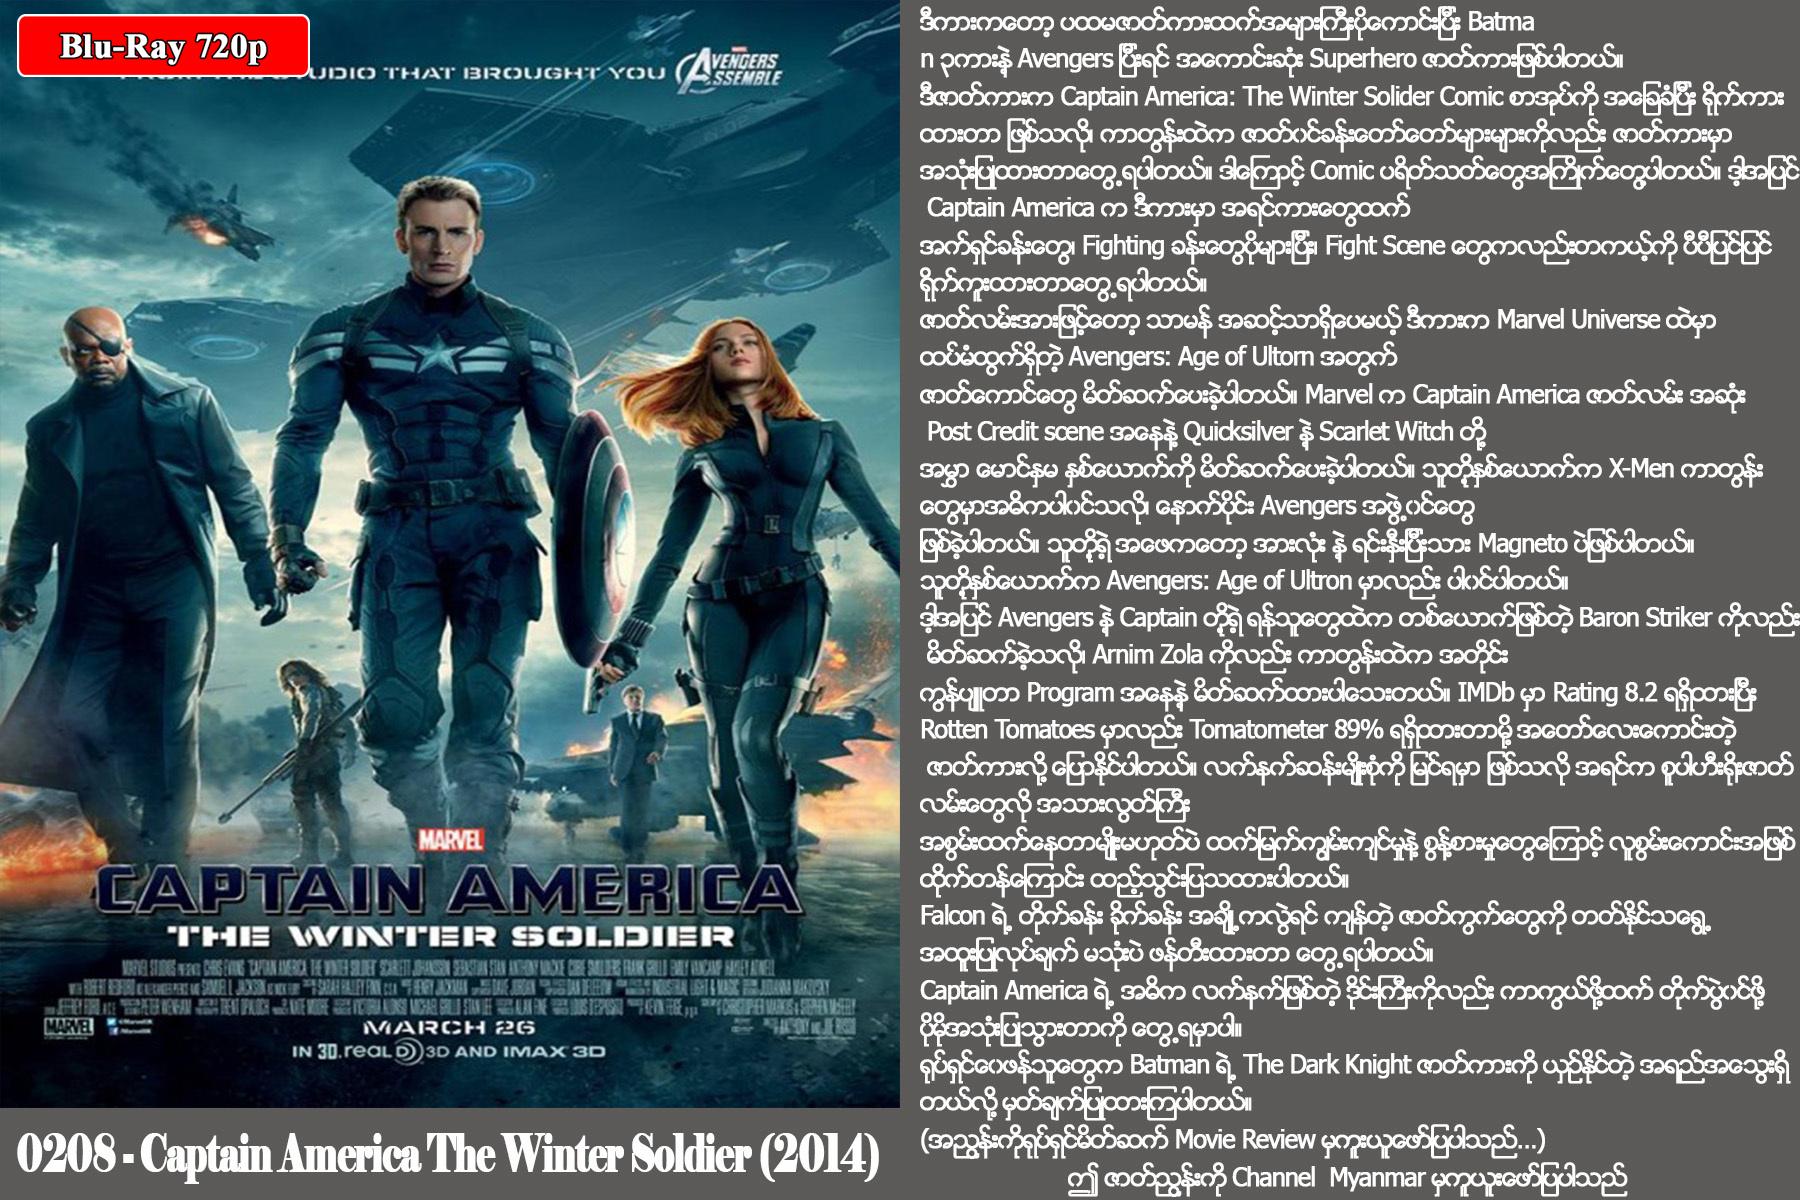 Blu-Ray 720p
FROM THE STUDIO THAT BROUGHT YOU
MARVEL
AVENGERS
ASSEMBLE
MARVEL
CAPTAIN AMERICA
THE WINTER SOLDIER
MARVEL
MARCH 26
IN 3D, REAL D 3D AND IMAX 3D
0208 - Captain America The Winter Soldier (2014)
ဒီကားကတော့ ပထမဇာတ်ကားထက်အများကြီးပိုကောင်းပြီး Batma
n ၃ကားနဲ့ Avengers ပြီးရင် အကောင်းဆုံး Superhero ဇာတ်ကားဖြစ်ပါတယ်။
ဒီဇာတ်ကားက Captain America: The Winter Solider Comic စာအုပ်ကို အခြေခံပြီး ရိုက်ကား
ထားတာ ဖြစ်သလို၊ ကာတွန်းထဲက ဇာတ်ဝင်ခန်းတော်တော်များများကိုလည်း ဇာတ်ကားမှာ
အသုံးပြုထားတာတွေ့ရပါတယ်။ ဒါကြောင့် Comic ပရိတ်သတ်တွေအကြိုက်တွေ့ပါတယ်။ ဒါ့အပြင်
Captain America က ဒီကားမှာ အရင်ကားတွေထက်
အက်ရှင်ခန်းတွေ၊ Fighting ခန်းတွေပိုများပြီး၊ Fight Scene တွေကလည်းတကယ့်ကို ပီပီပြင်ပြင်
ရိုက်ကူးထားတာတွေ့ရပါတယ်။
ဇာတ်လမ်းအားဖြင့်တော့ သာမန် အဆင့်သာရှိပေမယ့် ဒီကားက Marvel Universe ထဲမှာ
ထပ်မံထွက်ရှိတဲ့ Avengers: Age of Ultorn အတွက်
ဇာတ်ကောင်တွေ မိတ်ဆက်ပေးခဲ့ပါတယ်။ Marvel က Captain America ဇာတ်လမ်း အဆုံး
Post Credit scene အနေနဲ့ Quicksilver နဲ့ Scarlet Witch တို့
အမွှာ မောင်နှမ နှစ်ယောက်ကို မိတ်ဆက်ပေးခဲ့ပါတယ်။ သူတို့နှစ်ယောက်က X-Men ကာတွန်း
တွေမှာအဓိကပါဝင်သလို၊ နောက်ပိုင်း Avengers အဖွဲ့ဝင်တွေ
ဖြစ်ခဲ့ပါတယ်။ သူတို့ရဲ့ အဖေကတော့ အားလုံး နဲ့ ရင်းနှီးပြီးသား Magneto ပဲဖြစ်ပါတယ်။
သူတို့နှစ်ယောက်က Avengers: Age of Ultron မှာလည်း ပါဝင်ပါတယ်။
ဒါ့အပြင် Avengers နဲ့ Captain တို့ရဲ့ ရန်သူတွေထဲက တစ်ယောက်ဖြစ်တဲ့ Baron Striker ကိုလည်း
မိတ်ဆက်ခဲ့သလို၊ Arnim Zola ကိုလည်း ကာတွန်းထဲက အတိုင်း
ကွန်ပျူတာ Program အနေနဲ့ မိတ်ဆက်ထားပါသေးတယ်။ IMDb မှာ Rating 8.2 ရရှိထားပြီး
Rotten Tomatoes မှာလည်း Tomatometer 89% ရရှိထားတာမို့ အတော်လေးကောင်းတဲ့
ဇာတ်ကားလို့ ပြောနိုင်ပါတယ်။ လက်နက်ဆန်းမျိုးစုံကို မြင်ရမှာ ဖြစ်သလို အရင်က စူပါဟီးရိုးဇာတ်
လမ်းတွေလို အသားလွတ်ကြီး
အစွမ်းထက်နေတာမျိုးမဟုတ်ပဲ ထက်မြက်ကျွမ်းကျင်မှုနဲ့ စွန့်စားမှုတွေကြောင့် လူစွမ်းကောင်းအဖြစ်
ထိုက်တန်ကြောင်း ထည့်သွင်းပြသထားပါတယ်။
Falcon ရဲ့ တိုက်ခန်း ခိုက်ခန်း အချို့ကလွဲရင် ကျန်တဲ့ ဇာတ်ကွက်တွေကို တတ်နိုင်သရွေ့
အထူးပြုလုပ်ချက် မသုံးပဲ ဖန်တီးထားတာ တွေ့ရပါတယ်။
Captain America ရဲ့ အဓိက လက်နက်ဖြစ်တဲ့ ဒိုင်းကြီးကိုလည်း ကာကွယ်ဖို့ထက် တိုက်ပွဲဝင်ဖို့
ပိုမိုအသုံးပြုသွားတာကို တွေ့ရမှာပါ။
ရုပ်ရှင်ဝေဖန်သူတွေက Batman ရဲ့ The Dark Knight ဇာတ်ကားကို ယှဉ်နိုင်တဲ့ အရည်အသွေးရှိ
တယ်လို့ မှတ်ချက်ပြုထားကြပါတယ်။
(အညွှန်းကိုရုပ်ရှင်မိတ်ဆက် Movie Review မှကူးယူဖော်ပြပါသည်...)
ဤ ဇာတ်ညွှန်းကို Channel Myanmar မှကူယူးဖော်ပြပါသည်